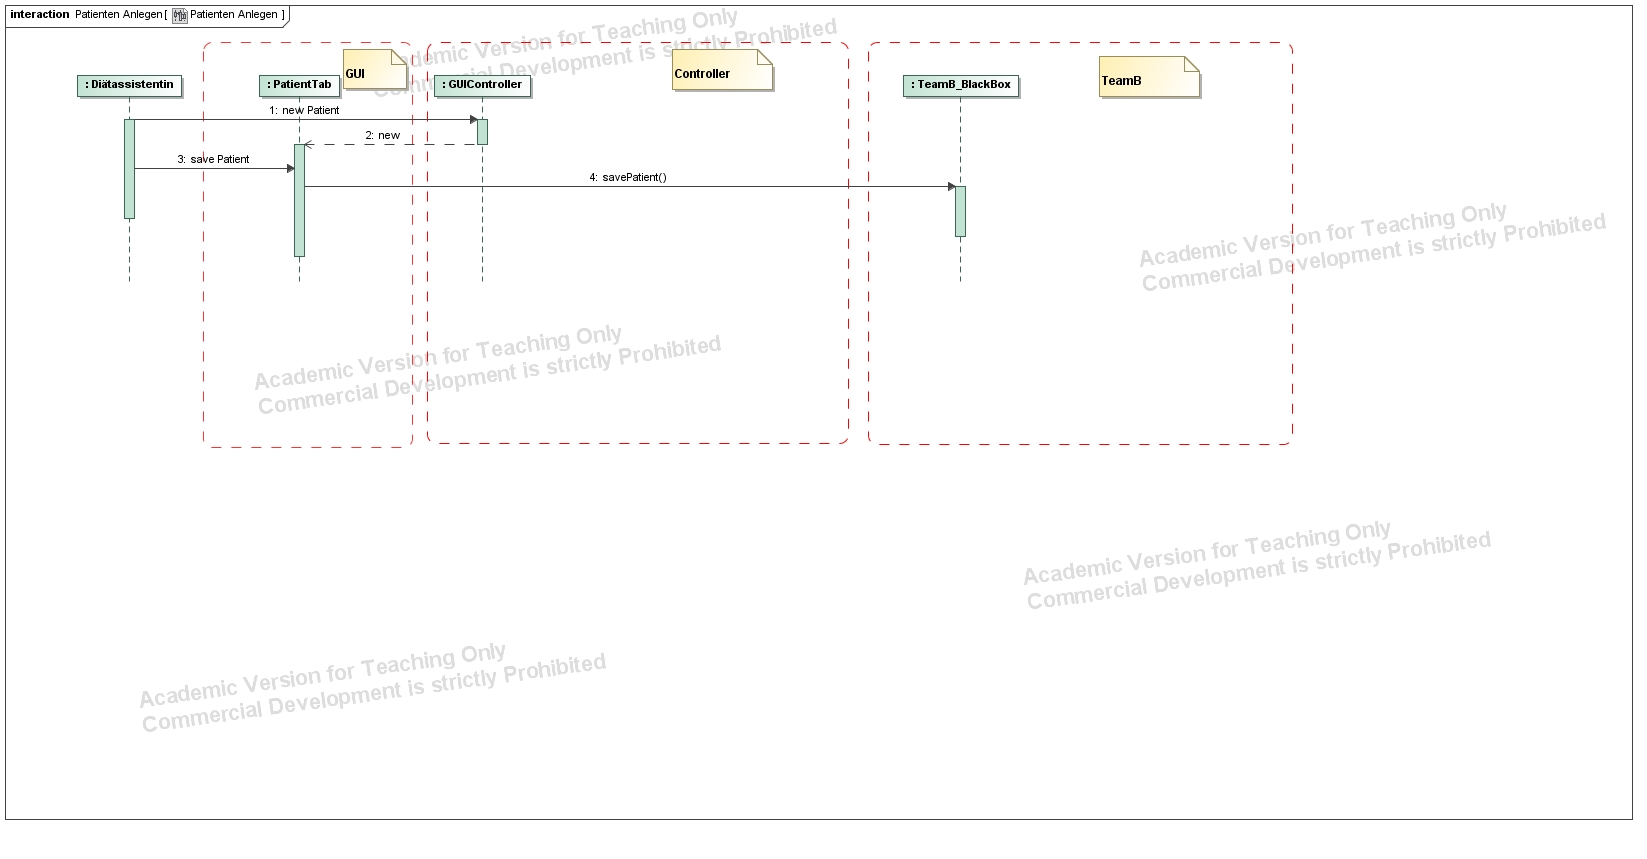 interaction Patienten Anlegen[ Patienten Anlegen ]
Academic Version for Teaching Only
Commercial Development is strictly Prohibited
GUI
Controller
TeamB
: Diätassistentin
: PatientTab
: GUIController
: TeamB_BlackBox
1: new Patient
2: new
3: save Patient
4: savePatient()
Academic Version for Teaching Only
Commercial Development is strictly Prohibited
Academic Version for Teaching Only
Commercial Development is strictly Prohibited
Academic Version for Teaching Only
Commercial Development is strictly Prohibited
Academic Version for Teaching Only
Commercial Development is strictly Prohibited